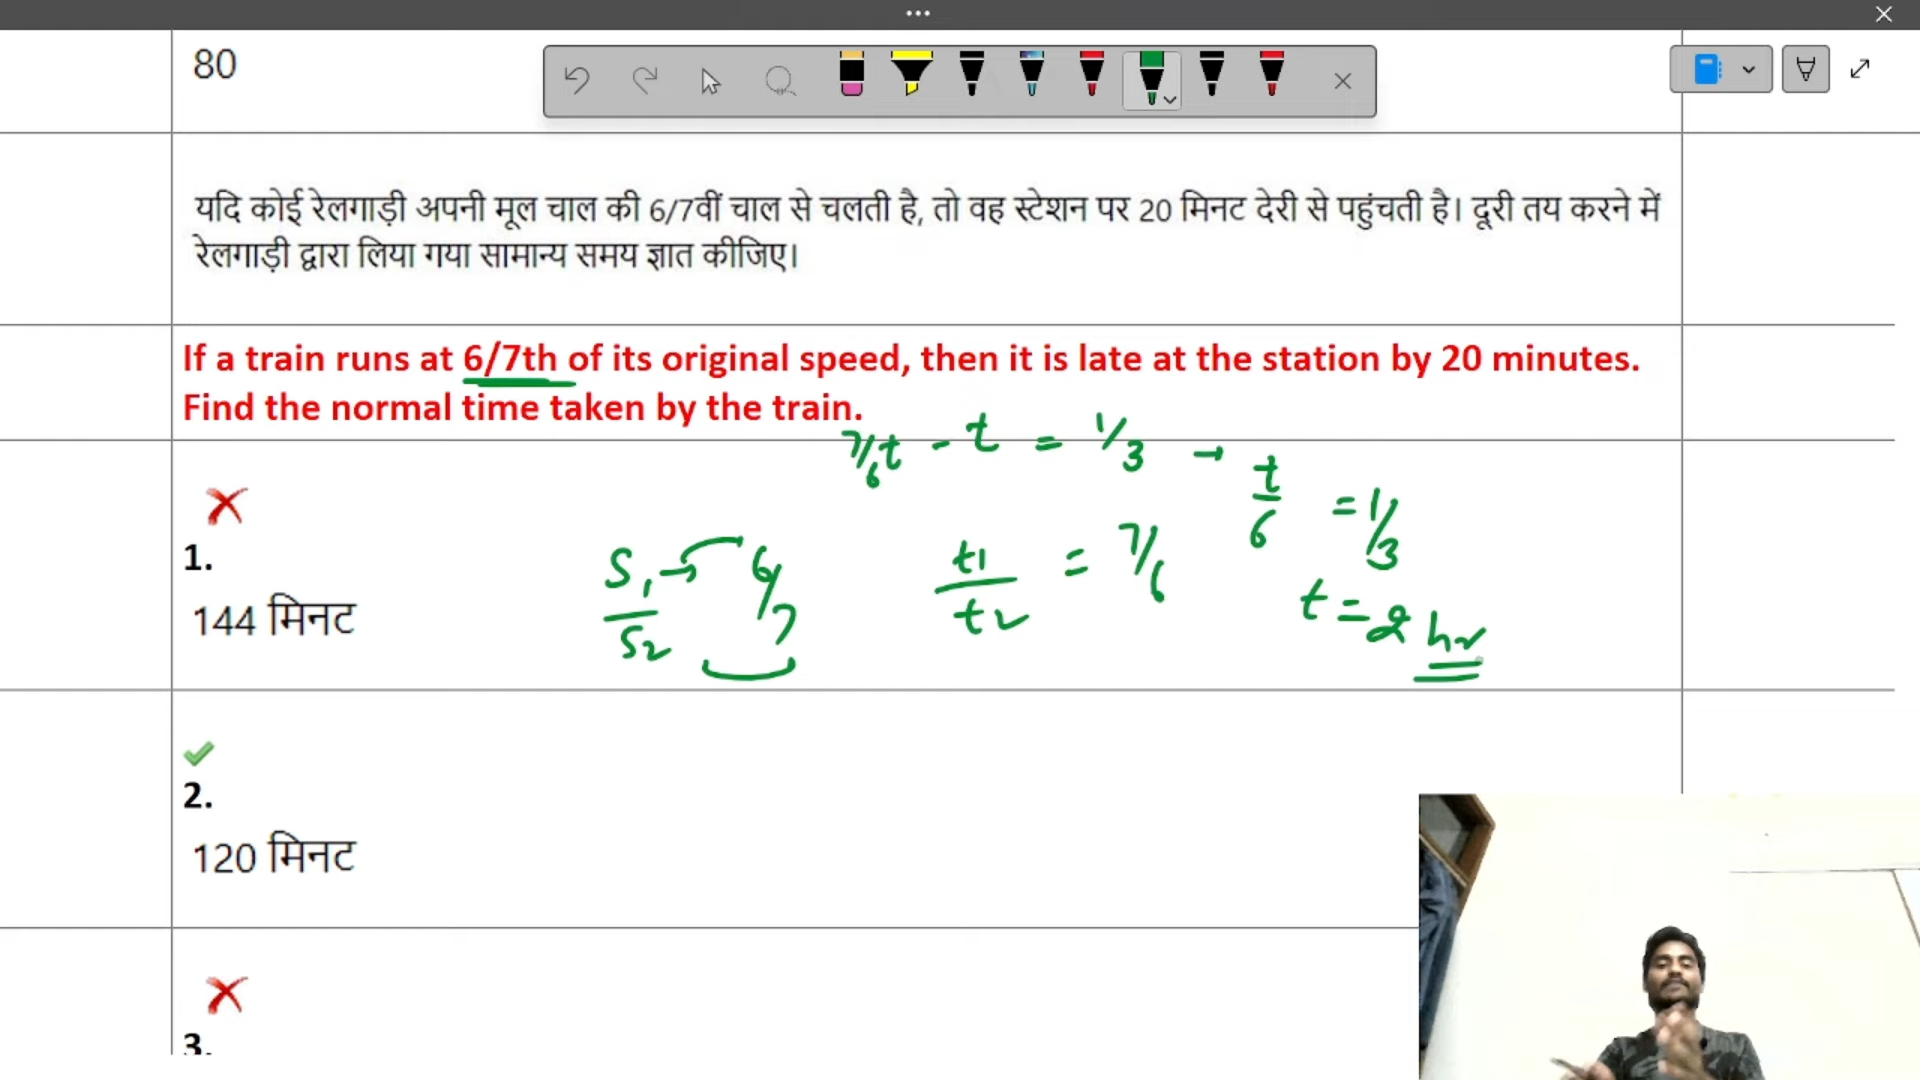 80
यदि कोई रेलगाड़ी अपनी मूल चाल की 6/7वीं चाल से चलती है, तो वह स्टेशन पर 20 मिनट देरी से पहुंचती है। दूरी तय करने में
रेलगाड़ी द्वारा लिया गया सामान्य समय ज्ञात कीजिए।
If a train runs at 6/7th of its original speed, then it is late at the station by 20 minutes.
Find the normal time taken by the train.
7/6t - t = 1/3 → t/6 = 1/3
S1/S2 → 6/7
t1/t2 = 7/6
t = 2 hr
1.
144 मिनट
2.
120 मिनट
3.